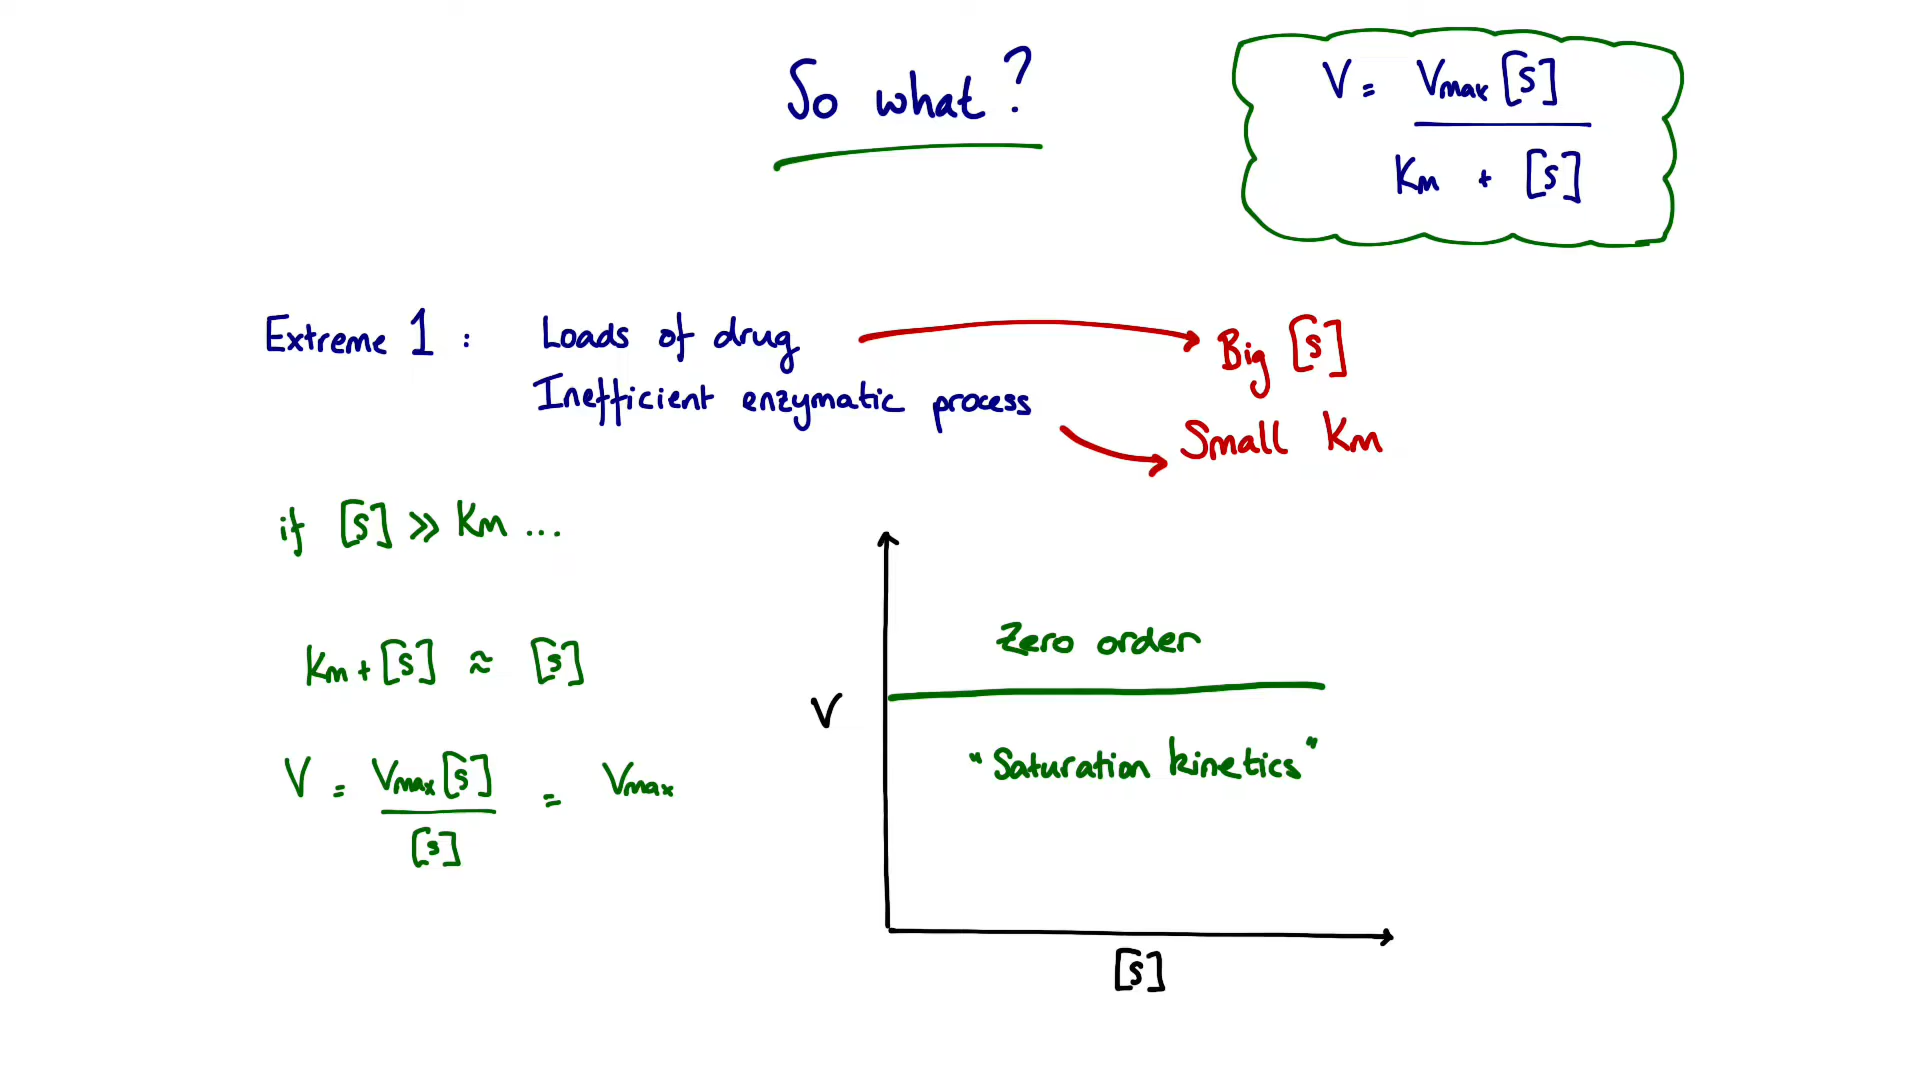 So what?
V = Vmax [S]
Km + [S]
Extreme 1 : Loads of drug
Inefficient enzymatic process
Big [S]
Small Km
if [S] >> Km ...
Km + [S] ≈ [S]
V = Vmax [S] = Vmax
[S]
Zero order
V
"Saturation kinetics"
[S]